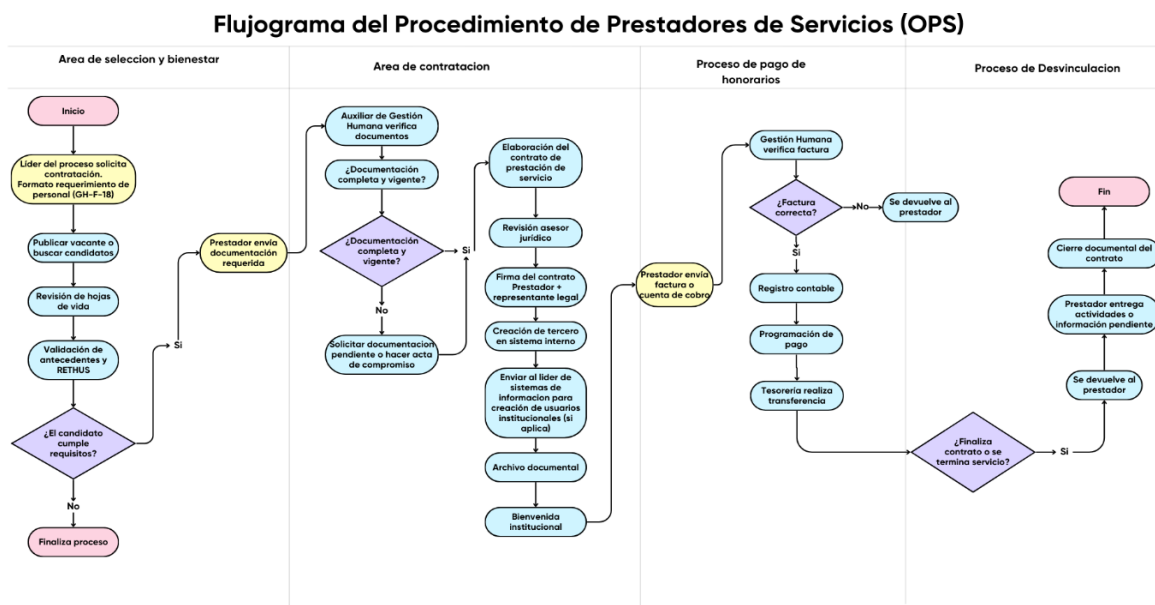 Flujograma del Procedimiento de Prestadores de Servicios (OPS)
Area de seleccion y bienestar
Inicio
Líder del proceso solicita
contratación.
Formato requerimiento de
personal (GH-F-18)
Publicar vacante o
buscar candidatos
Revisión de hojas
de vida
Validación de
antecedentes y
RETHUS
¿El candidato
cumple
requisitos?
Si
No
Finaliza proceso
Prestador envía
documentación
requerida
Area de contratacion
Auxiliar de Gestión
Humana verifica
documentos
¿Documentación
completa y vigente?
¿Documentación
completa y
vigente?
Si
No
Solicitar documentacion
pendiente o hacer acta
de compromiso
Elaboración del
contrato de
prestación de
servicio
Revisión asesor
jurídico
Firma del contrato
Prestador +
representante legal
Creación de tercero
en sistema interno
Enviar al lider de
sistemas de
informacion para
creación de usuarios
institucionales (si
aplica)
Archivo documental
Bienvenida
institucional
Proceso de pago de
honorarios
Prestador envía
factura o
cuenta de cobro
Gestión Humana
verifica factura
¿Factura
correcta?
No
Se devuelve al
prestador
Si
Registro contable
Programación de
pago
Tesorería realiza
transferencia
Proceso de Desvinculacion
¿Finaliza
contrato o se
termina servicio?
Si
Se devuelve al
prestador
Prestador entrega
actividades o
información pendiente
Cierre documental del
contrato
Fin